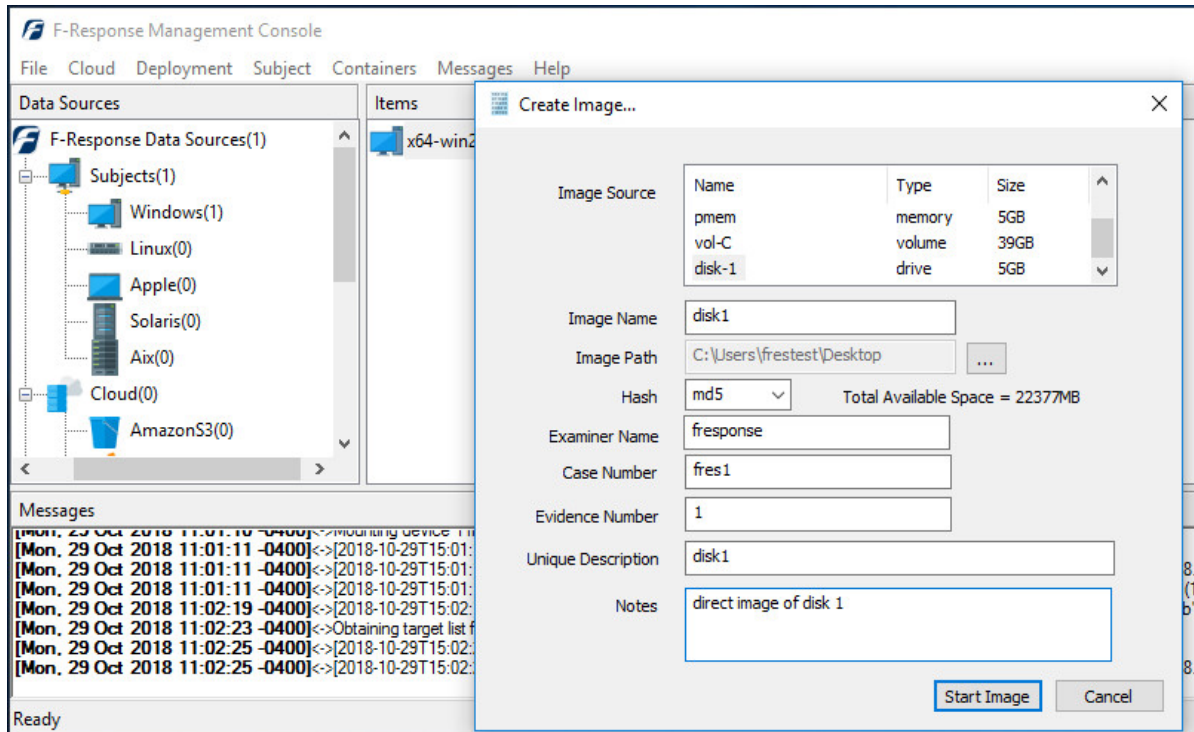 F-Response Management Console
File Cloud Deployment Subject Containers Messages Help
Data Sources
F-Response Data Sources(1)
Subjects(1)
Windows(1)
Linux(0)
Apple(0)
Solaris(0)
Aix(0)
Cloud(0)
AmazonS3(0)
Items
x64-win2
Create Image...
Image Source
Name Type Size
pmem memory 5GB
vol-C volume 39GB
disk-1 drive 5GB
Image Name disk1
Image Path C:\Users\frestest\Desktop ...
Hash md5 Total Available Space = 22377MB
Examiner Name fresponse
Case Number fres1
Evidence Number 1
Unique Description disk1
Notes direct image of disk 1
Start Image Cancel
Messages
[Mon, 29 Oct 2018 11:01:11 -0400]<->[2018-10-29T15:01:
[Mon, 29 Oct 2018 11:01:11 -0400]<->[2018-10-29T15:01:
[Mon, 29 Oct 2018 11:01:11 -0400]<->[2018-10-29T15:01:
[Mon, 29 Oct 2018 11:02:19 -0400]<->[2018-10-29T15:02:
[Mon, 29 Oct 2018 11:02:23 -0400]<->Obtaining target list f
[Mon, 29 Oct 2018 11:02:25 -0400]<->[2018-10-29T15:02:
[Mon, 29 Oct 2018 11:02:25 -0400]<->[2018-10-29T15:02:
Ready